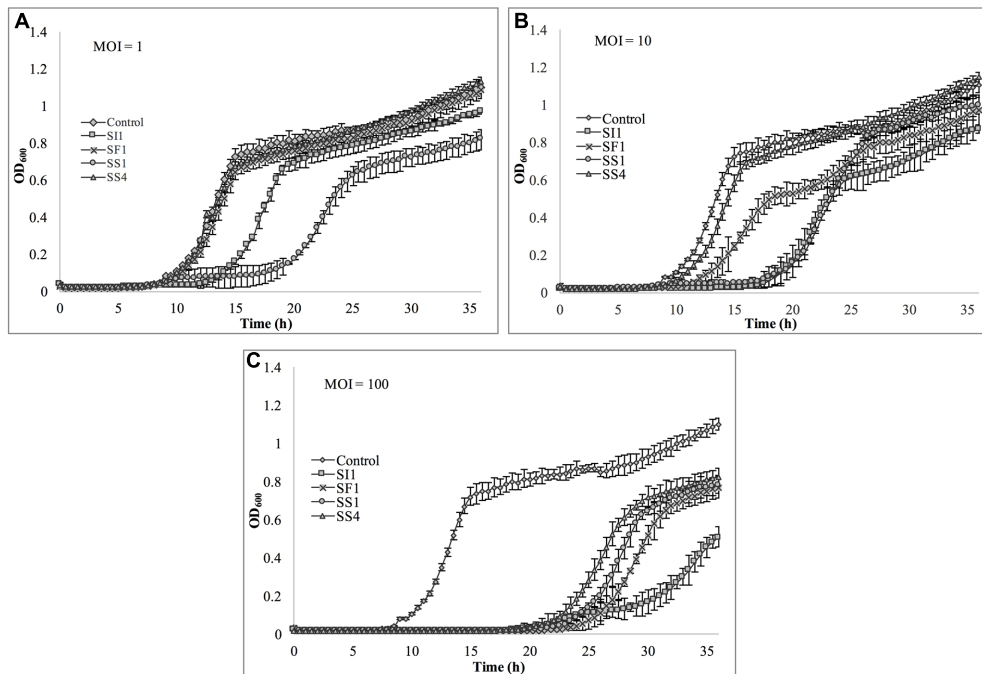 A
MOI = 1
1.4
1.2
1
0.8
0.6
0.4
0.2
0
OD600
Control
SI1
SF1
SS1
SS4
0 5 10 15 20 25 30 35
Time (h)
B
MOI = 10
1.4
1.2
1
0.8
0.6
0.4
0.2
0
OD600
Control
SI1
SF1
SS1
SS4
0 5 10 15 20 25 30 35
Time (h)
C
MOI = 100
1.4
1.2
1
0.8
0.6
0.4
0.2
0
OD600
Control
SI1
SF1
SS1
SS4
0 5 10 15 20 25 30 35
Time (h)